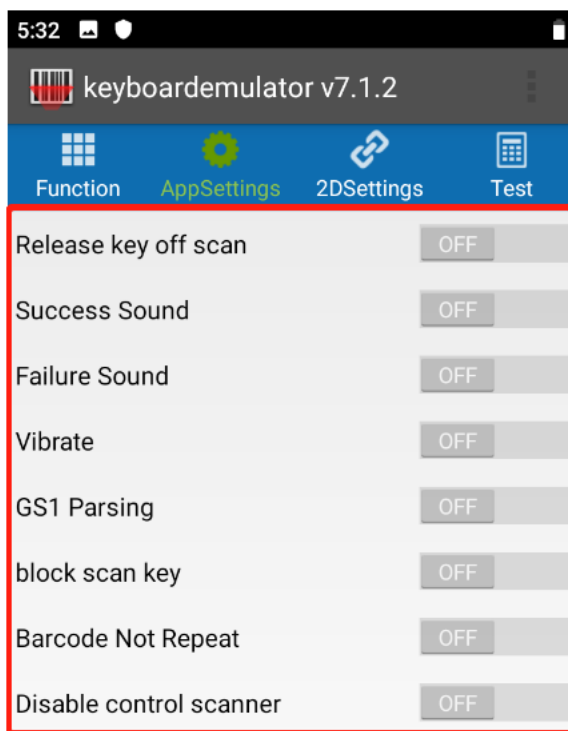 5:32
keyboardemulator v7.1.2
Function AppSettings 2DSettings Test
Release key off scan OFF
Success Sound OFF
Failure Sound OFF
Vibrate OFF
GS1 Parsing OFF
block scan key OFF
Barcode Not Repeat OFF
Disable control scanner OFF